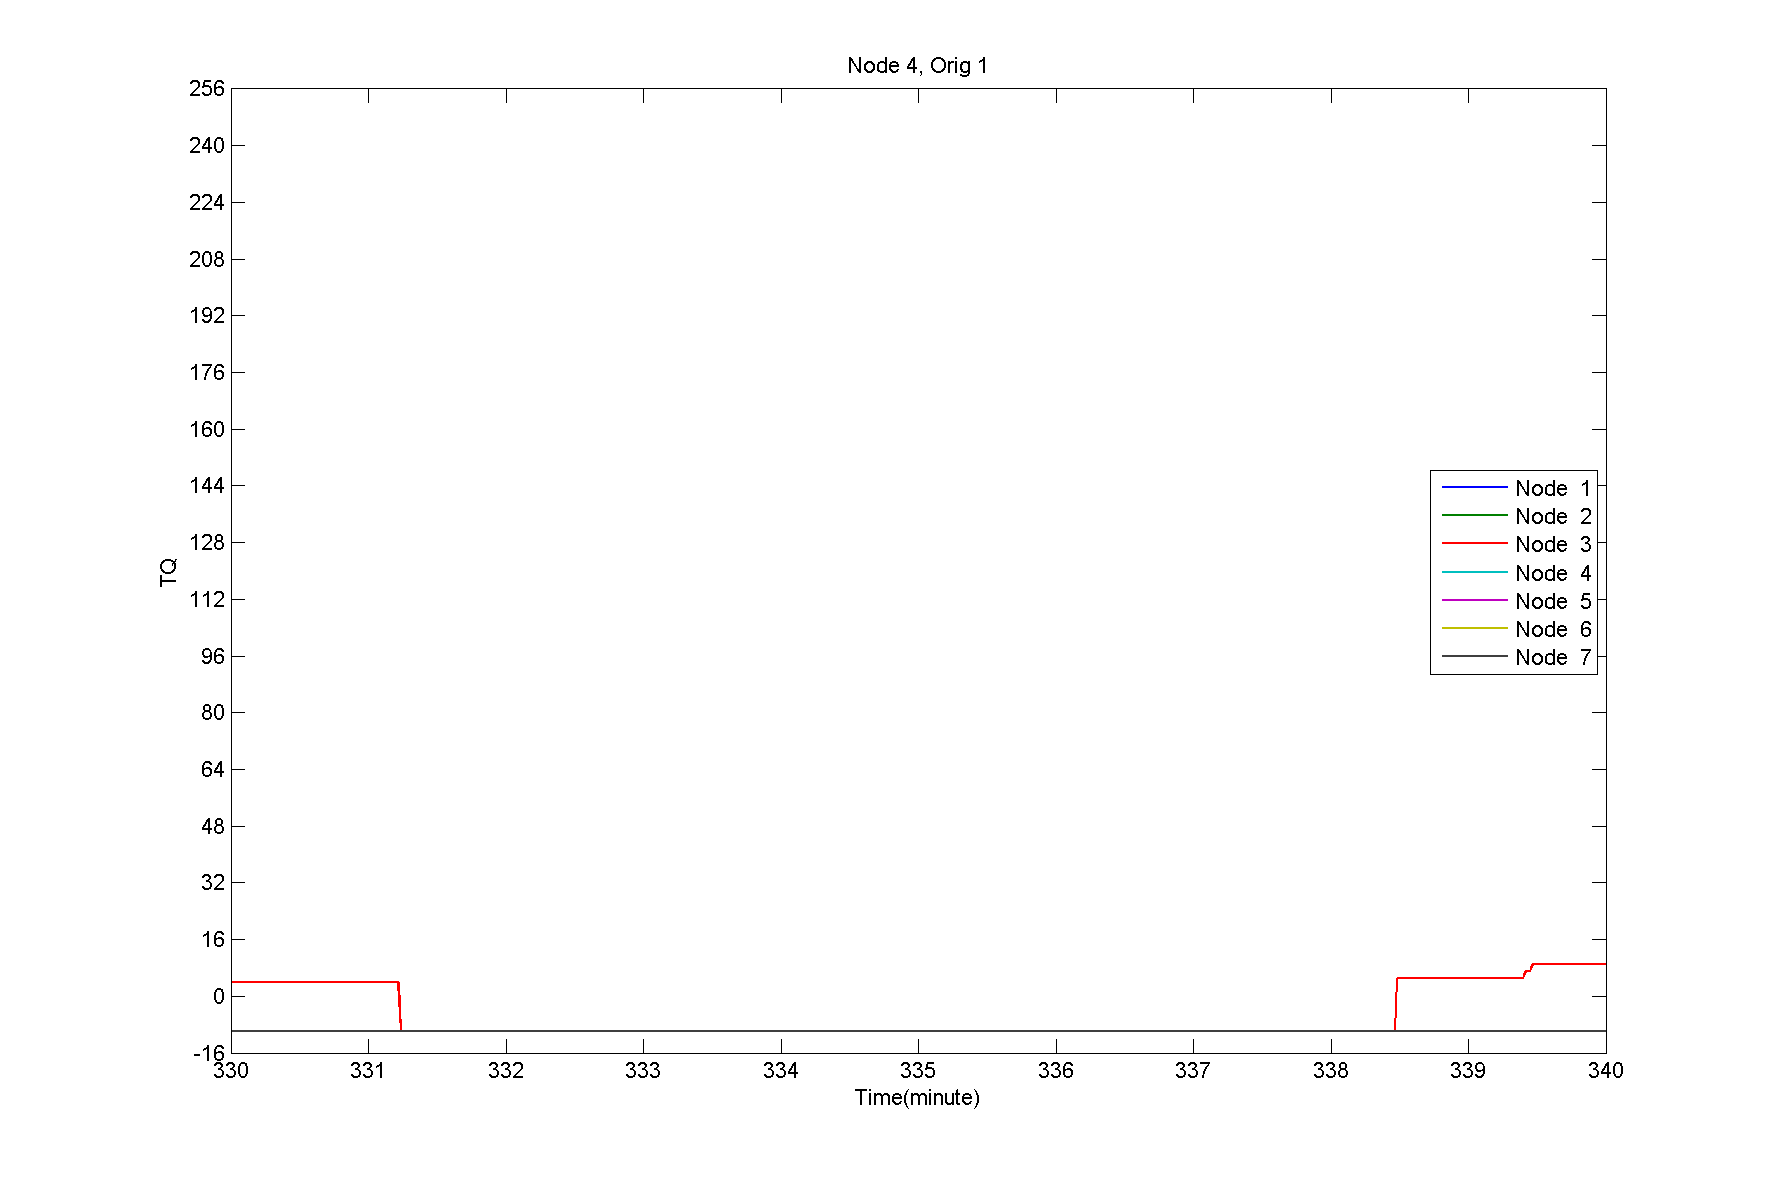 Node 4, Orig 1
256
240
224
208
192
176
160
144
128
112
96
80
64
48
32
16
0
-16
TQ
Node 1
Node 2
Node 3
Node 4
Node 5
Node 6
Node 7
330 331 332 333 334 335 336 337 338 339 340
Time(minute)